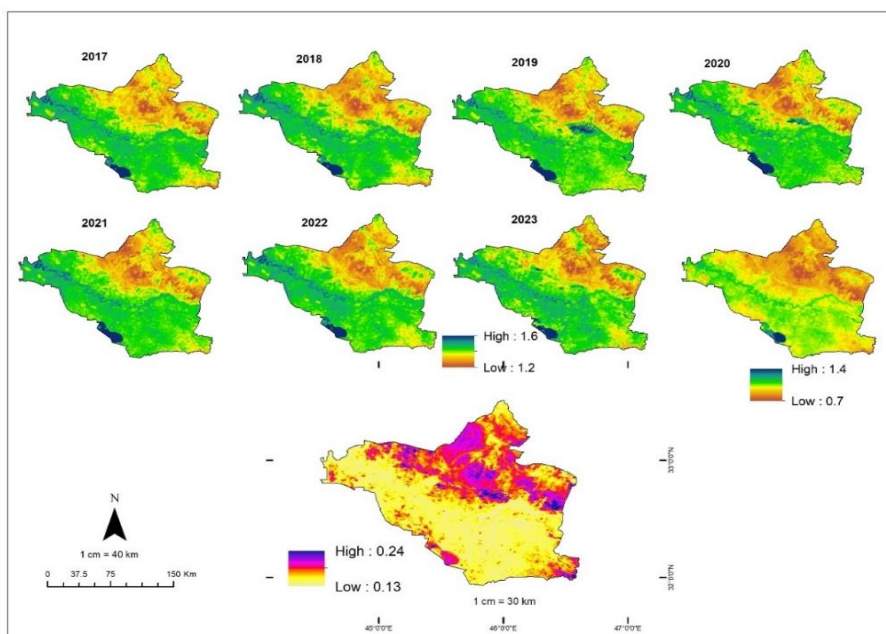 2017
2018
2019
2020
2021
2022
2023
High : 1.6
Low : 1.2
High : 1.4
Low : 0.7
N
1 cm = 40 km
0 37.5 75 150 Km
High : 0.24
Low : 0.13
1 cm = 30 km
33°0'0"N
32°0'0"N
45°0'0"E
46°0'0"E
47°0'0"E